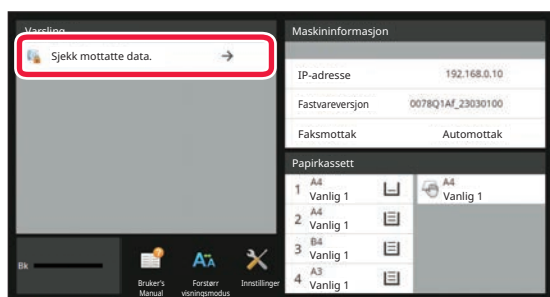 Varsling
Sjekk mottatte data.
Maskininformasjon
IP-adresse 192.168.0.10
Fastvareversjon 0078Q1Af_23030100
Faksmottak Automottak
Papirkassett
1 A4
Vanlig 1
A4
Vanlig 1
2 A4
Vanlig 1
3 B4
Vanlig 1
4 A3
Vanlig 1
Bk
Bruker's
Manual
Forstørr
visningsmodus
Innstillinger